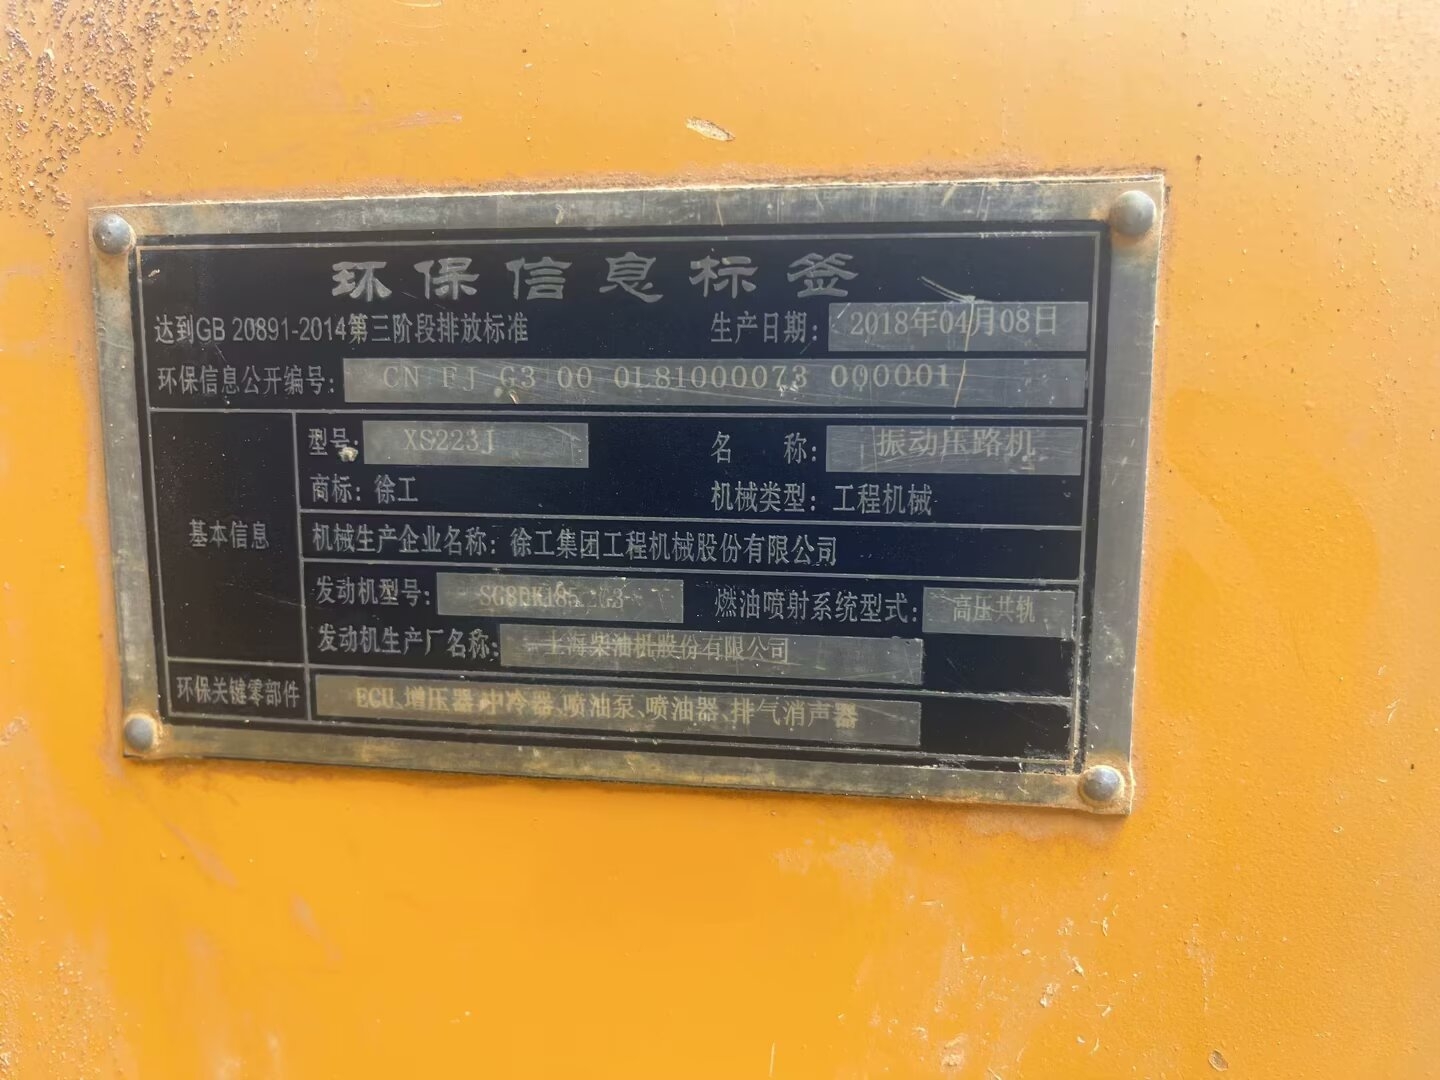 环保信息标签
达到GB 20891-2014第三阶段排放标准 生产日期: 2018年04月08日
环保信息公开编号: CN FJ G3 00 0L81000073 000001
基本信息
型号: XS223J 名 称: 振动压路机
商标: 徐工 机械类型: 工程机械
机械生产企业名称: 徐工集团工程机械股份有限公司
发动机型号: 燃油喷射系统型式: 高压共轨
发动机生产厂名称: 上海柴油机股份有限公司
环保关键零部件 ECU、增压器、中冷器、喷油泵、喷油器、排气消声器